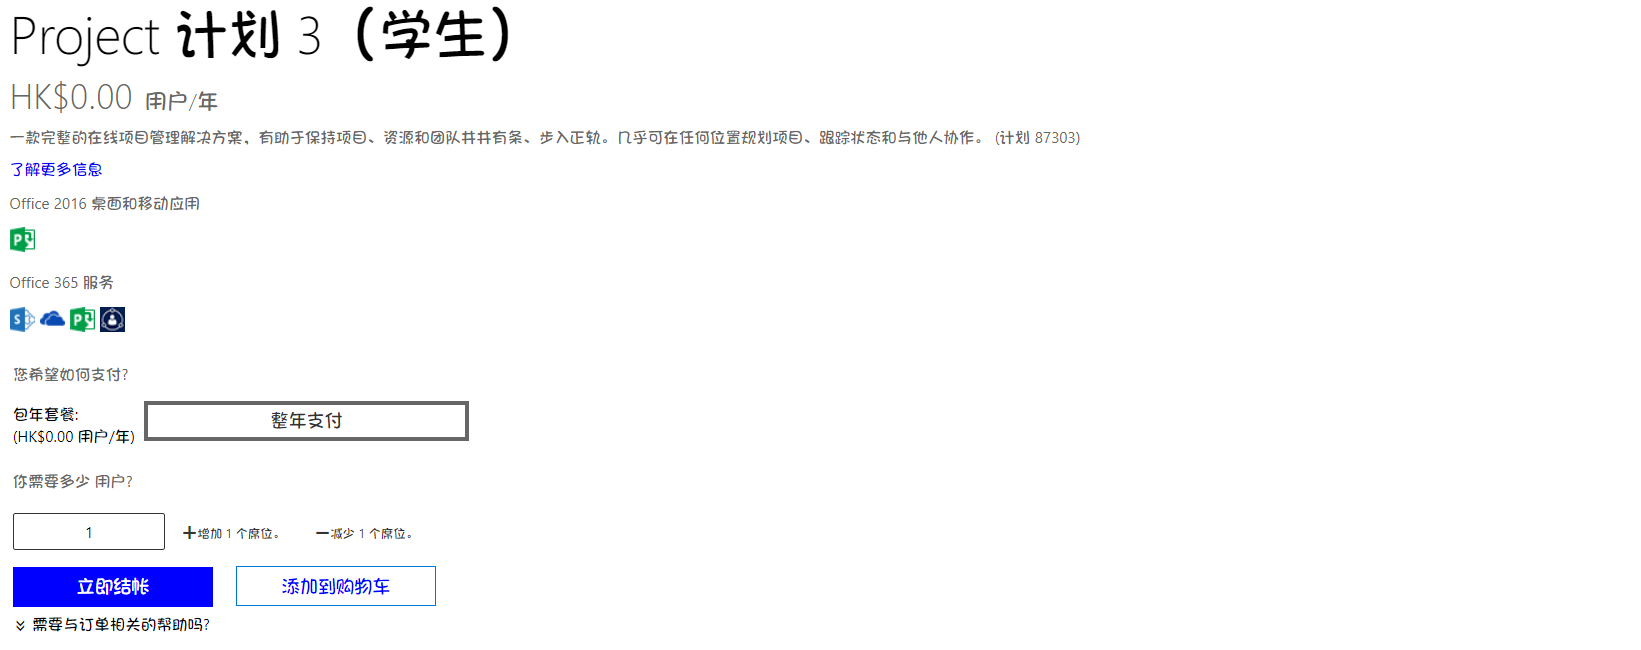 Project 计划 3（学生）
HK$0.00 用户/年
一款完整的在线项目管理解决方案，有助于保持项目、资源和团队井井有条、步入正轨。几乎可在任何位置规划项目、跟踪状态和与他人协作。 (计划 87303)
了解更多信息
Office 2016 桌面和移动应用
Office 365 服务
您希望如何支付?
包年套餐:
(HK$0.00 用户/年)
整年支付
你需要多少 用户?
1
增加 1 个席位。
减少 1 个席位。
立即结帐
添加到购物车
需要与订单相关的帮助吗?